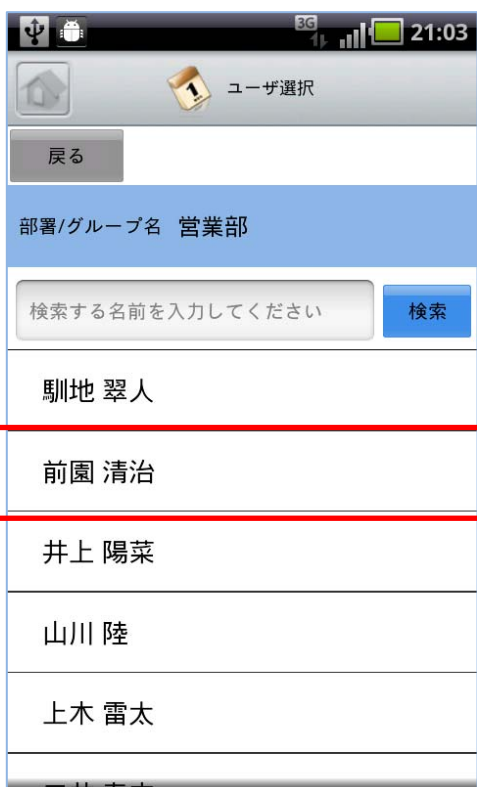 3G 21:03
ユーザ選択
戻る
部署/グループ名 営業部
検索する名前を入力してください 検索
馴地 翠人
前園 清治
井上 陽菜
山川 陸
上木 雷太